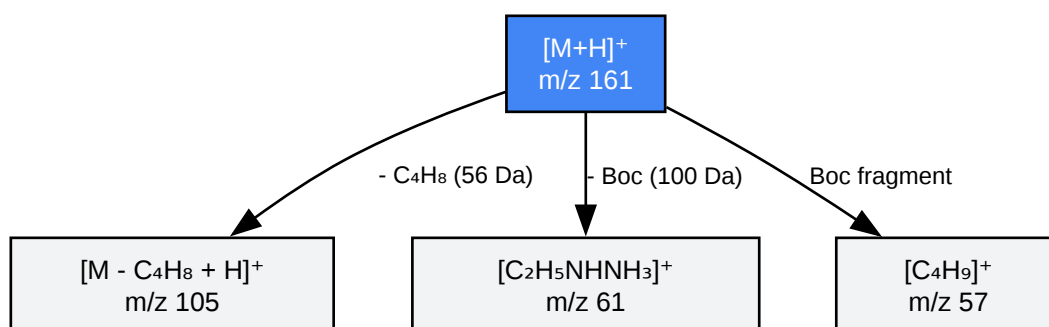 [M+H]⁺
m/z 161
- C₄H₈ (56 Da)
- Boc (100 Da)
Boc fragment
[M - C₄H₈ + H]⁺
m/z 105
[C₂H₅NHNH₃]⁺
m/z 61
[C₄H₉]⁺
m/z 57